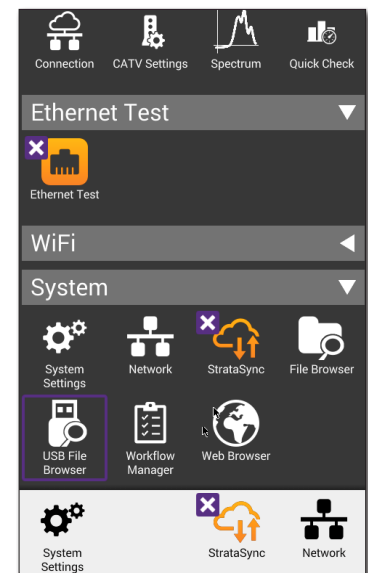 Connection CATV Settings Spectrum Quick Check
Ethernet Test
Ethernet Test
WiFi
System
System Settings Network StrataSync File Browser
USB File Browser Workflow Manager Web Browser
System Settings StrataSync Network